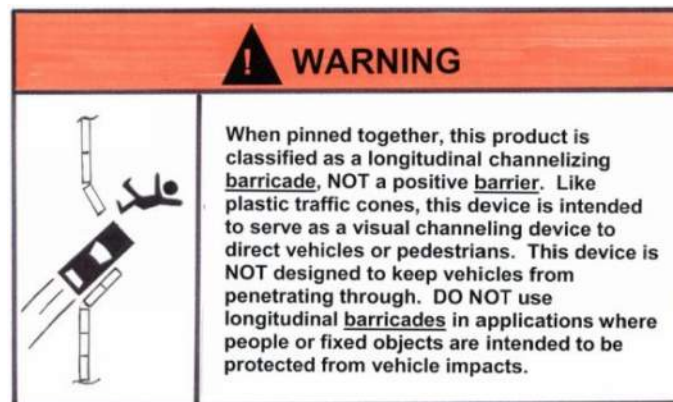 ! WARNING
When pinned together, this product is
classified as a longitudinal channelizing
barricade, NOT a positive barrier. Like
plastic traffic cones, this device is intended
to serve as a visual channeling device to
direct vehicles or pedestrians. This device is
NOT designed to keep vehicles from
penetrating through. DO NOT use
longitudinal barricades in applications where
people or fixed objects are intended to be
protected from vehicle impacts.